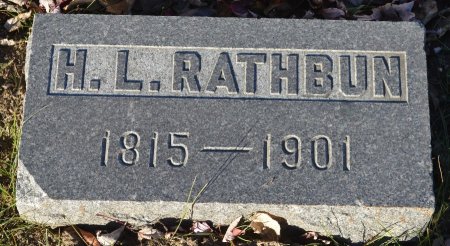 H. L. RATHBUN
1815 — 1901